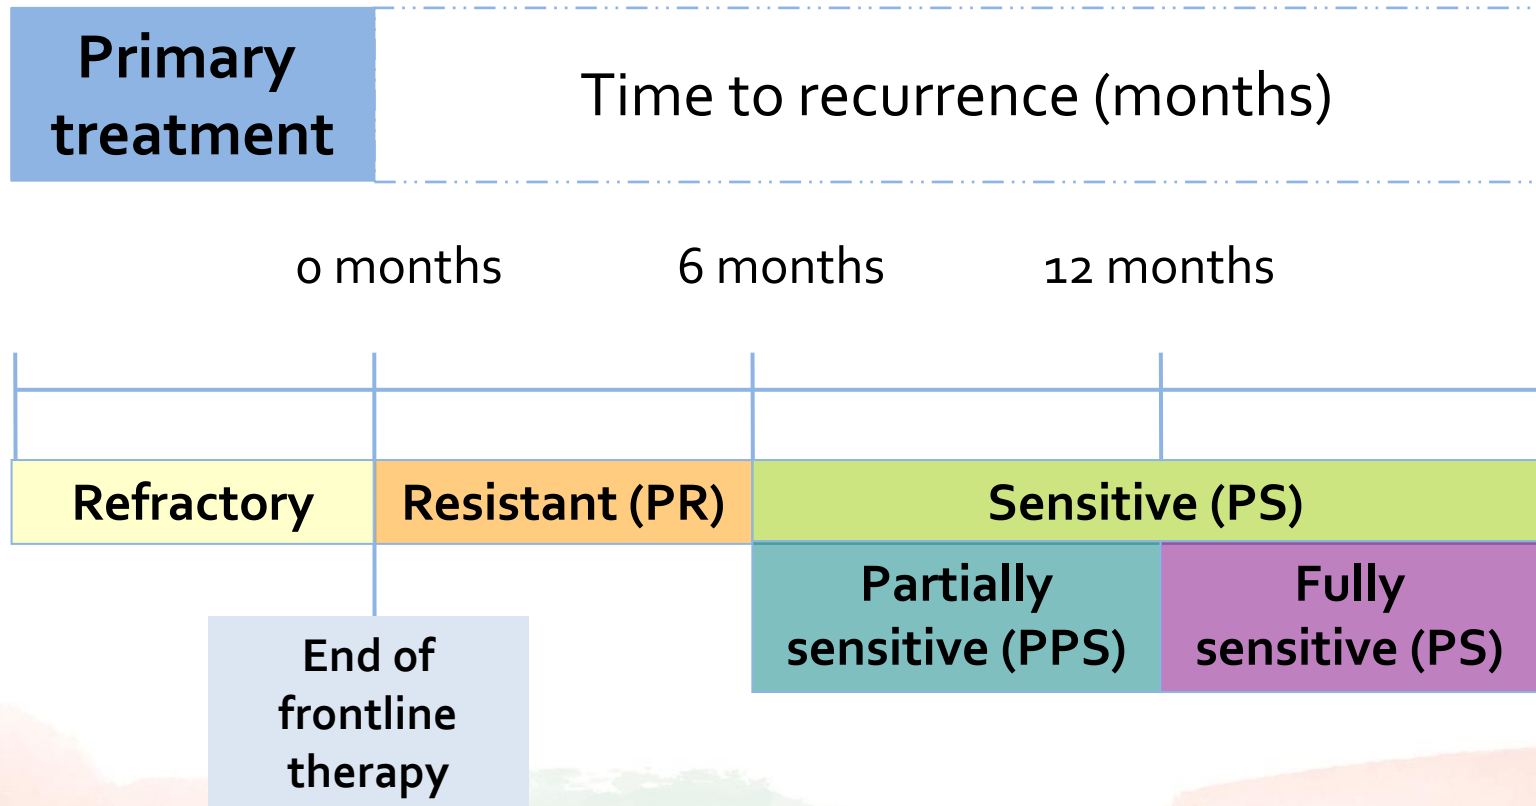 Primary
treatment
Time to recurrence (months)
0 months
6 months
12 months
Refractory
Resistant (PR)
Sensitive (PS)
Partially
sensitive (PPS)
Fully
sensitive (PS)
End of
frontline
therapy